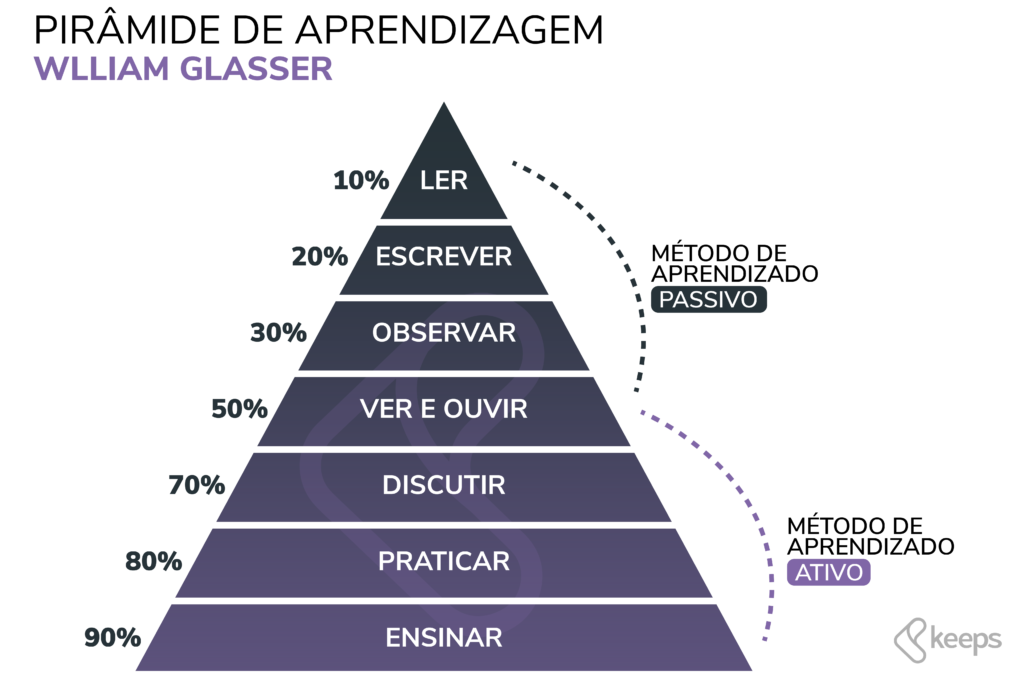 PIRÂMIDE DE APRENDIZAGEM
WLLIAM GLASSER
10% LER
20% ESCREVER
30% OBSERVAR
50% VER E OUVIR
70% DISCUTIR
80% PRATICAR
90% ENSINAR
MÉTODO DE
APRENDIZADO
PASSIVO
MÉTODO DE
APRENDIZADO
ATIVO
keeps